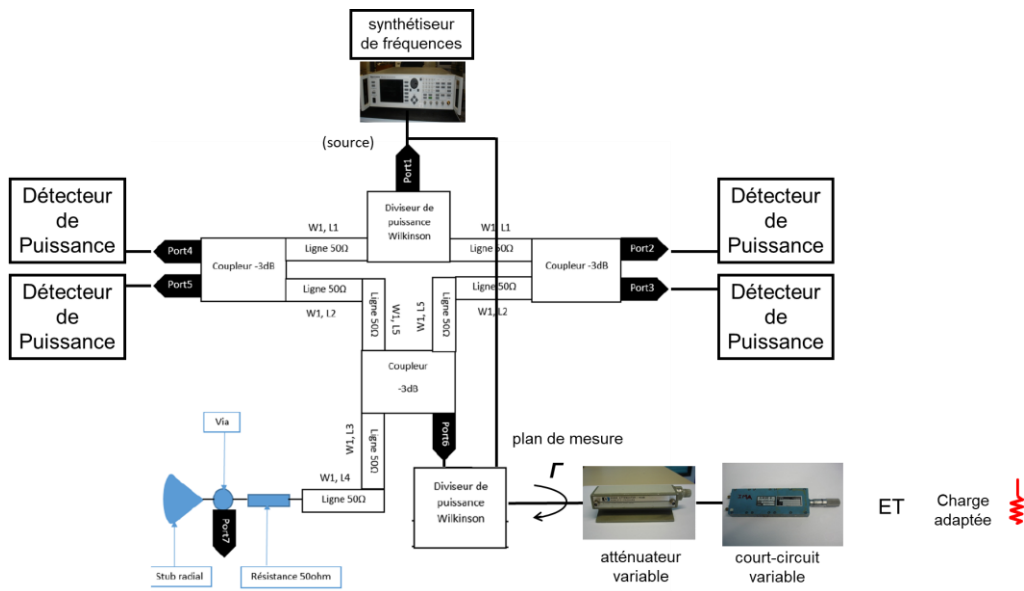 synthétiseur
de fréquences
(source)
Port1
Détecteur
de
Puissance
Détecteur
de
Puissance
Diviseur de
puissance
Wilkinson
W1, L1
W1, L1
Port4
Ligne 50Ω
Ligne 50Ω
Port2
Coupleur -3dB
Coupleur -3dB
Port5
Ligne 50Ω
Ligne 50Ω
Port3
Détecteur
de
Puissance
Détecteur
de
Puissance
W1, L2
Ligne 50Ω
W1, L5
W1, L5
Ligne 50Ω
W1, L2
Coupleur
-3dB
Via
W1, L3
Ligne 50Ω
Port6
plan de mesure
Γ
W1, L4
Ligne 50Ω
Diviseur de
puissance
Wilkinson
ET
Charge
adaptée
Port7
Stub radial
Résistance 50ohm
atténuateur
variable
court-circuit
variable